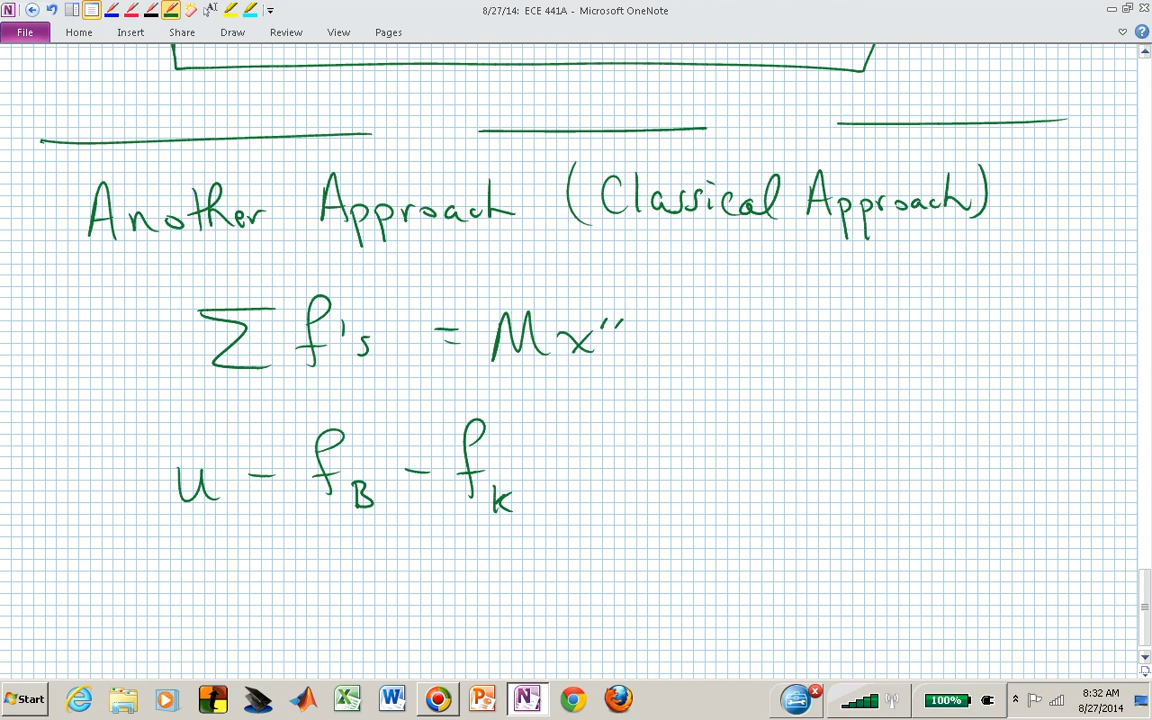 8/27/14: ECE 441A - Microsoft OneNote
File Home Insert Share Draw Review View Pages
Another Approach (Classical Approach)
∑ f's = Mx''
u - f_B - f_K
Start 100% 8:32 AM
8/27/2014